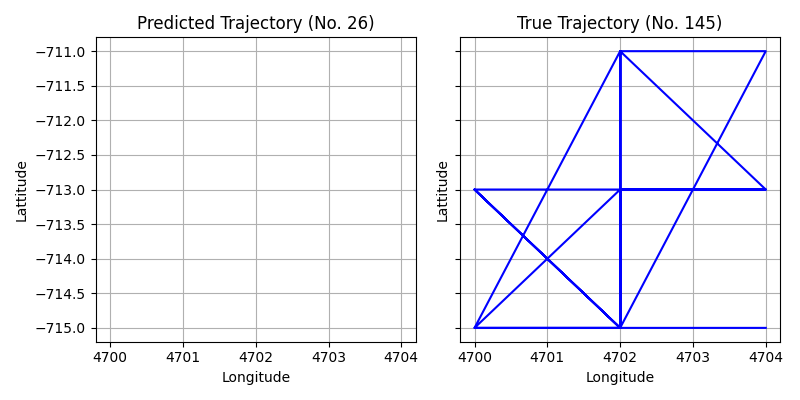 Predicted Trajectory (No. 26)
True Trajectory (No. 145)
−711.0
−711.5
−712.0
−712.5
−713.0
−713.5
−714.0
−714.5
−715.0
Lattitude
Lattitude
4700 4701 4702 4703 4704
4700 4701 4702 4703 4704
Longitude
Longitude